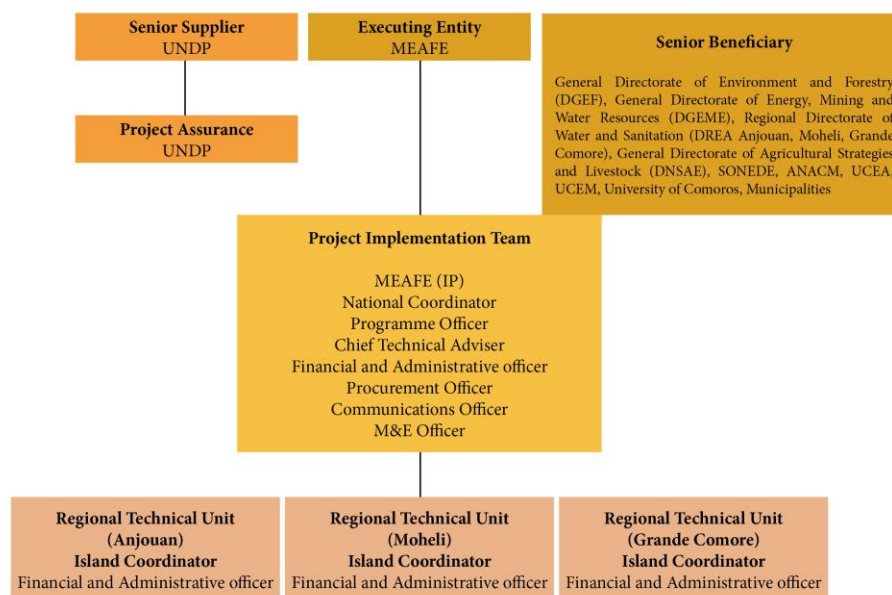 Senior Supplier
UNDP
Executing Entity
MEAFE
Senior Beneficiary
General Directorate of Environment and Forestry
(DGEF), General Directorate of Energy, Mining and
Water Resources (DGEME), Regional Directorate of
Water and Sanitation (DREA Anjouan, Moheli, Grande
Comore), General Directorate of Agricultural Strategies
and Livestock (DNSAE), SONEDE, ANACM, UCEA,
UCEM, University of Comoros, Municipalities
Project Assurance
UNDP
Project Implementation Team
MEAFE (IP)
National Coordinator
Programme Officer
Chief Technical Adviser
Financial and Administrative officer
Procurement Officer
Communications Officer
M&E Officer
Regional Technical Unit
(Anjouan)
Island Coordinator
Financial and Administrative officer
Regional Technical Unit
(Moheli)
Island Coordinator
Financial and Administrative officer
Regional Technical Unit
(Grande Comore)
Island Coordinator
Financial and Administrative officer